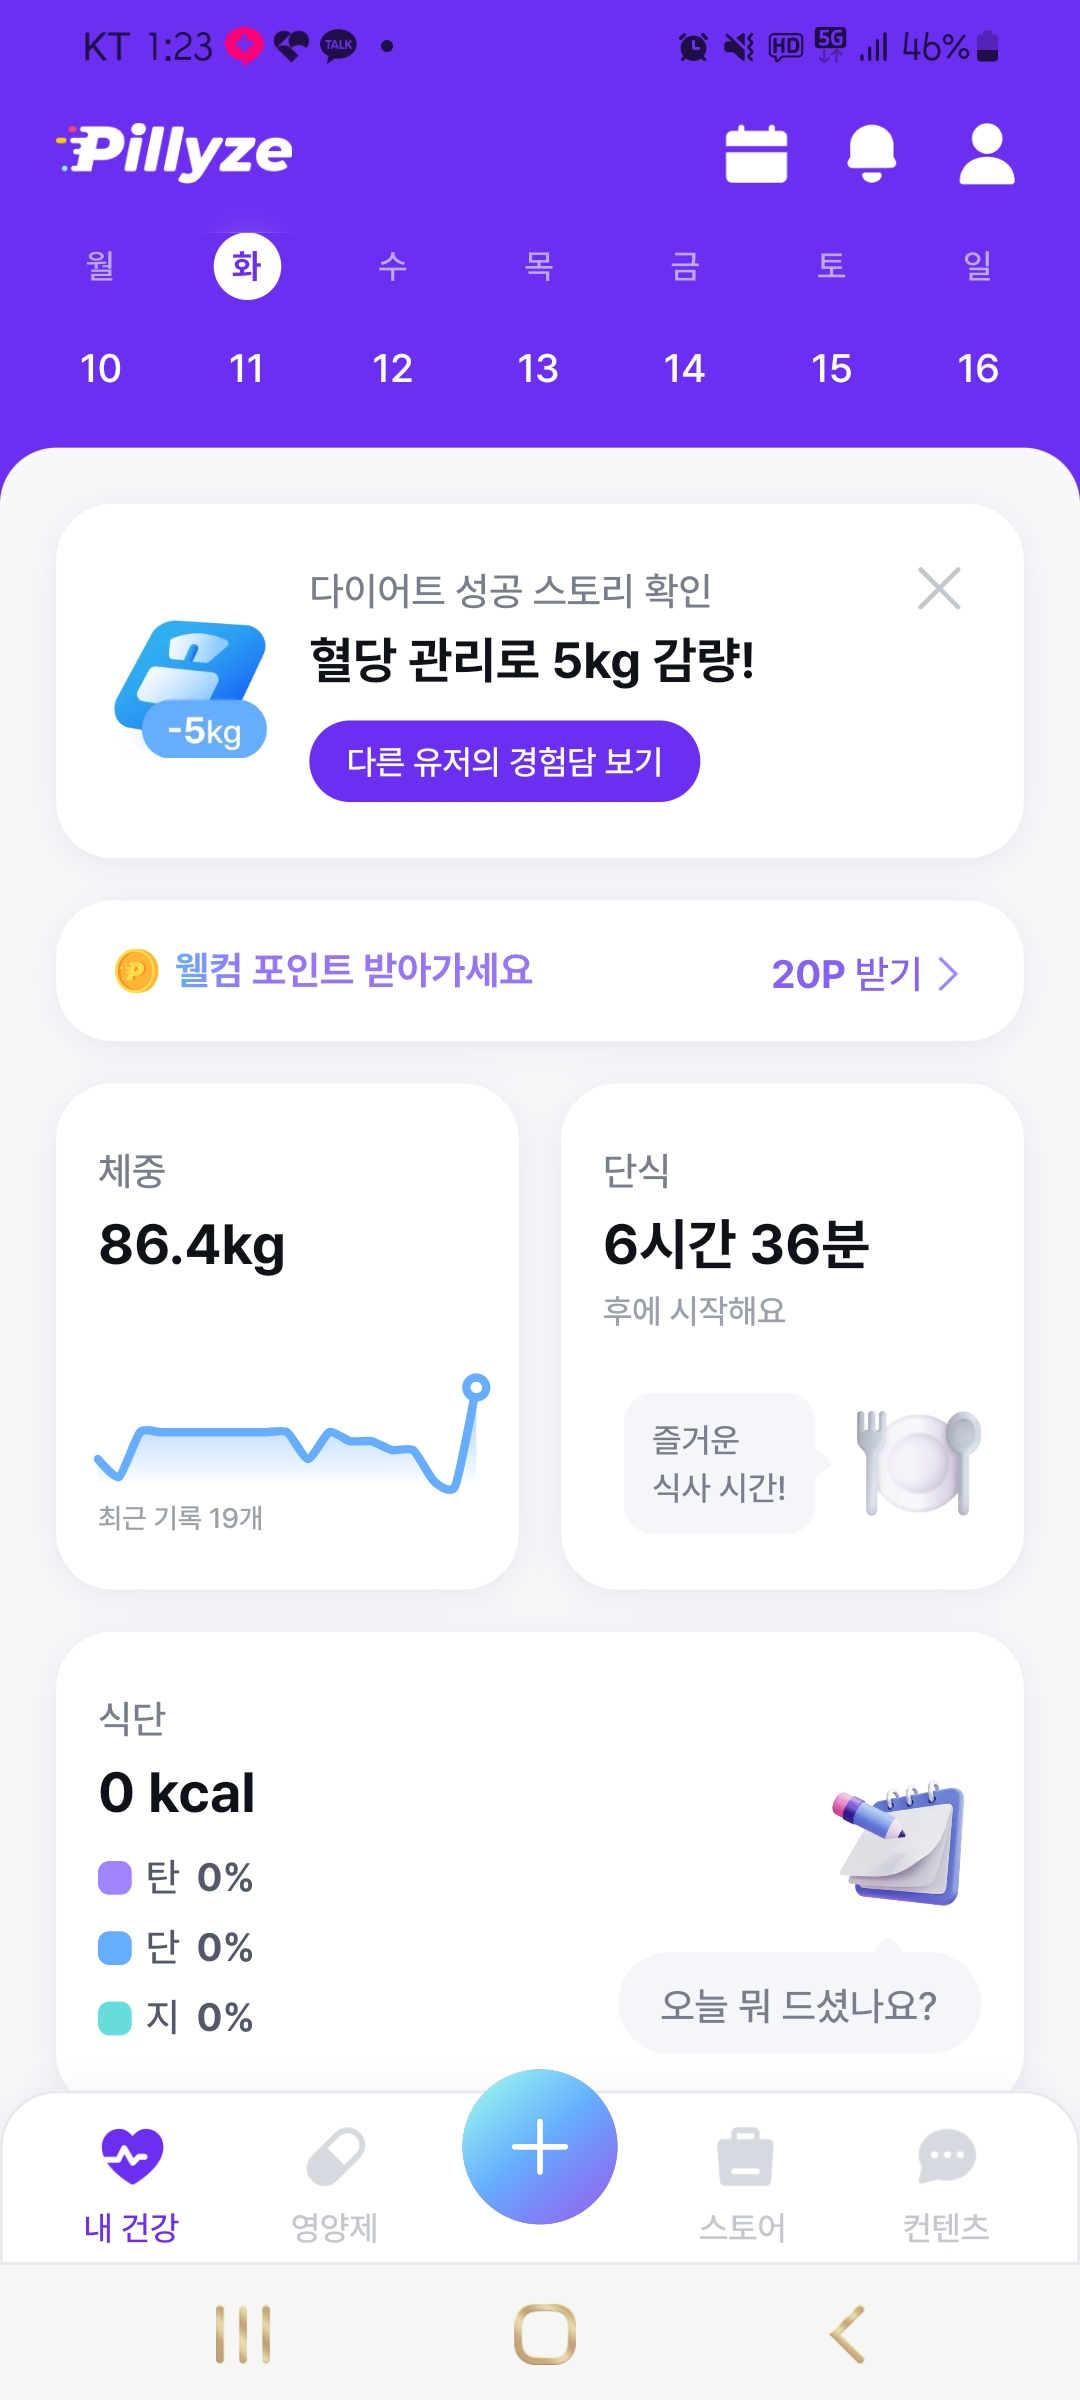 KT 1:23 TALK HD 5G 46%
Pillyze
월 화 수 목 금 토 일
10 11 12 13 14 15 16
다이어트 성공 스토리 확인
혈당 관리로 5kg 감량!
-5kg
다른 유저의 경험담 보기
웰컴 포인트 받아가세요 20P 받기
체중
86.4kg
최근 기록 19개
단식
6시간 36분
후에 시작해요
즐거운
식사 시간!
식단
0 kcal
탄 0%
단 0%
지 0%
오늘 뭐 드셨나요?
내 건강 영양제 스토어 컨텐츠